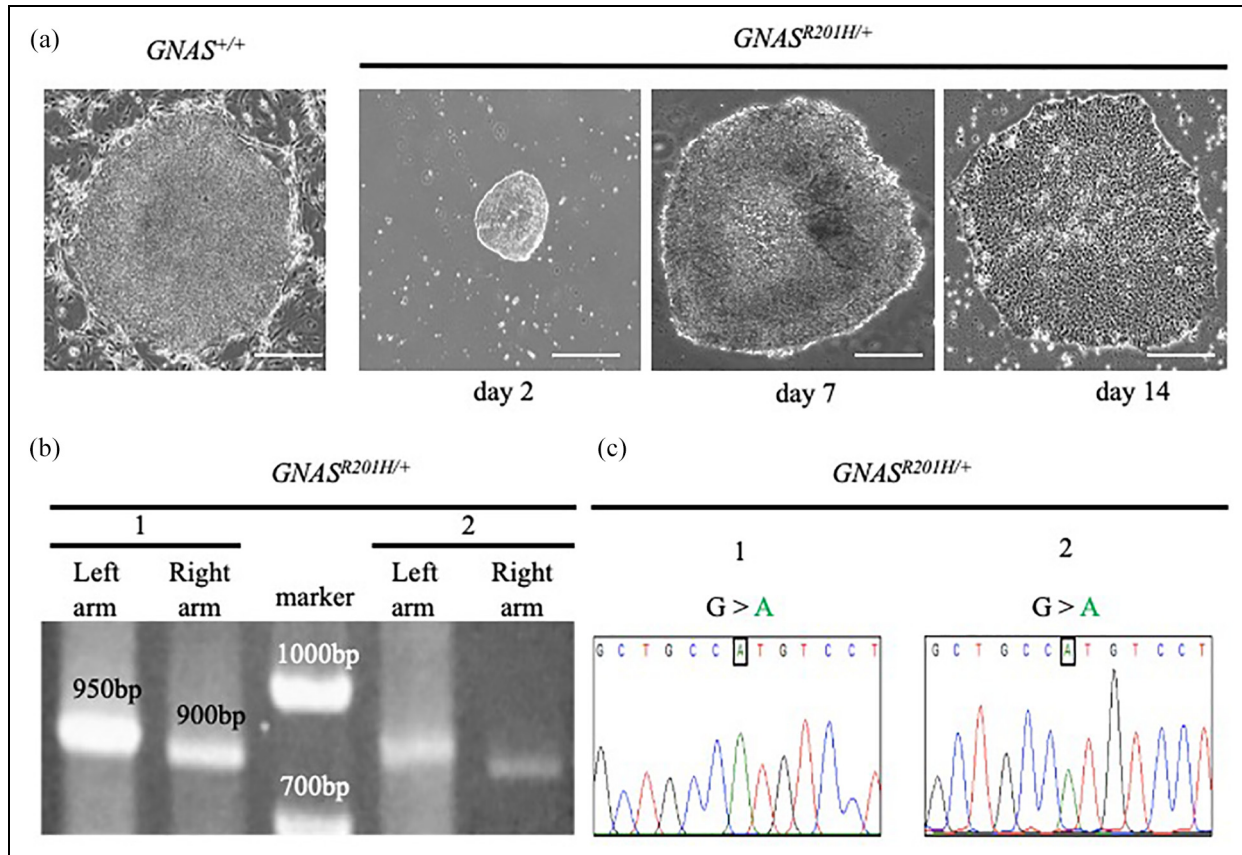 (a)
GNAS+/+
GNASR201H/+
day 2
day 7
day 14
(b)
GNASR201H/+
1
2
Left arm
Right arm
marker
Left arm
Right arm
1000bp
950bp
900bp
700bp
(c)
GNASR201H/+
1
2
G > A
G > A
G C T G C C A T G T C C T
G C T G C C A T G T C C T